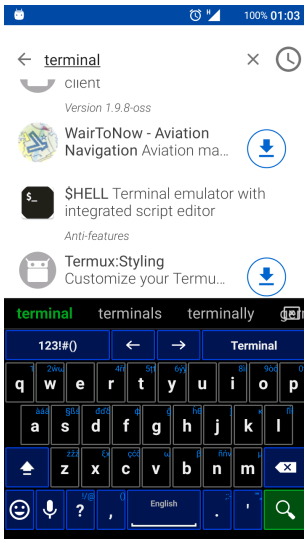 100% 01:03
terminal
client
Version 1.9.8-oss
WairToNow - Aviation
Navigation Aviation ma...
$_
$HELL Terminal emulator with
integrated script editor
Anti-features
Termux:Styling
Customize your Termu...
terminal terminals terminally
123!#() ← → Terminal
q w e r t y u i o p
a s d f g h j k l
z x c v b n m
? , English . '